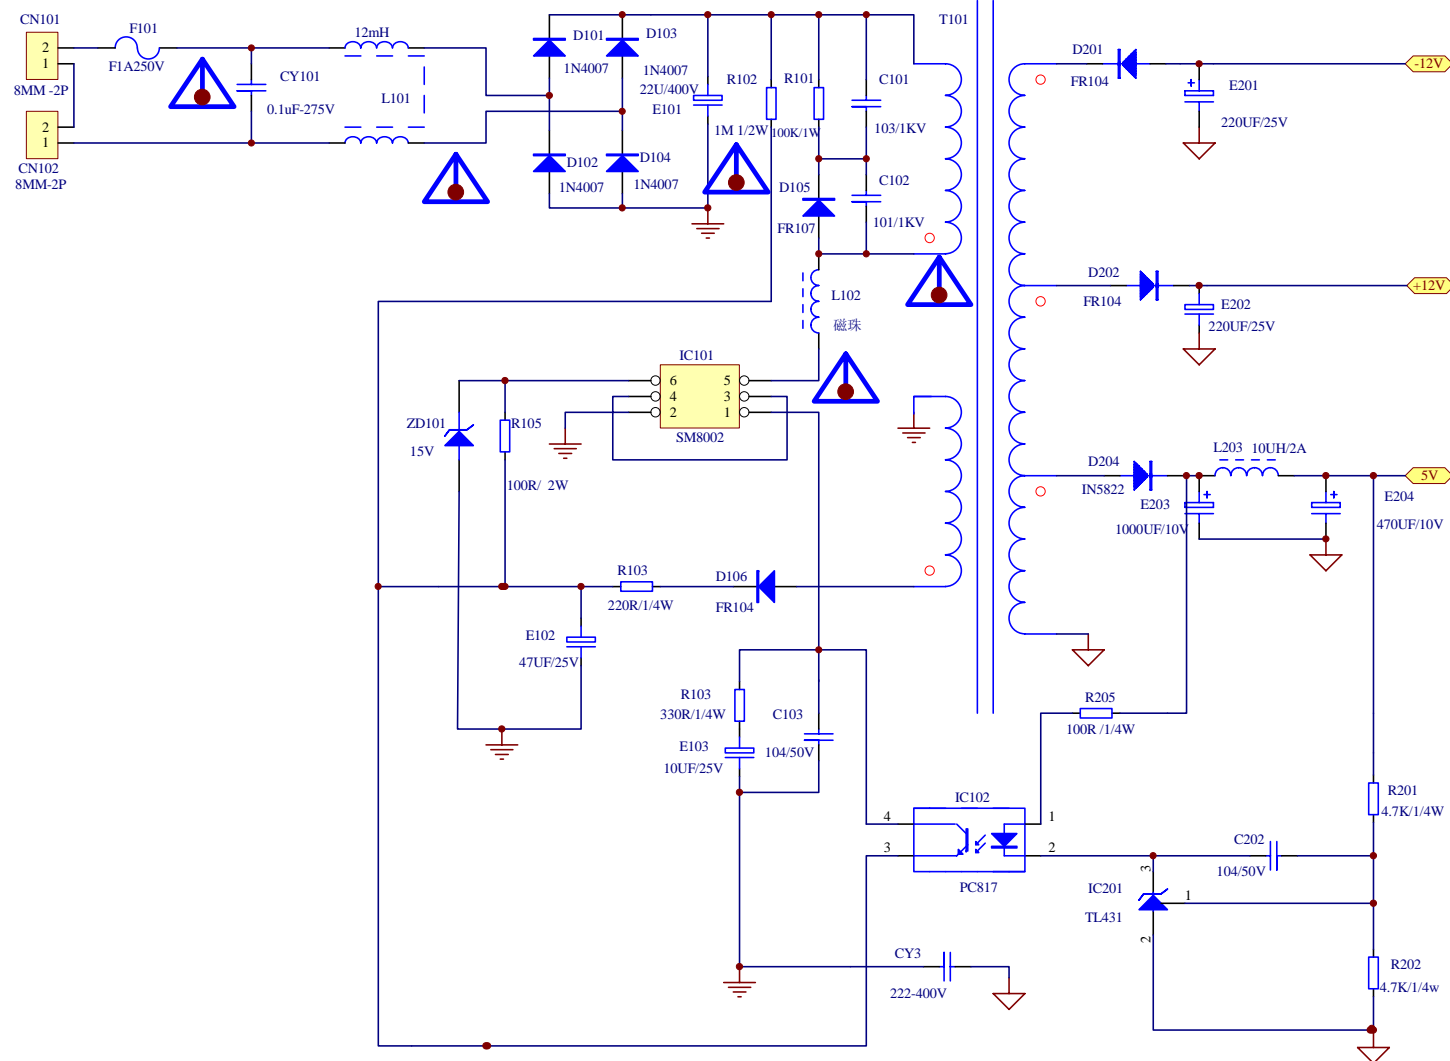 CN101
2
1
8MM -2P
2
1
CN102
8MM-2P
F101
F1A250V
CY101
0.1uF-275V
12mH
L101
D101
1N4007
D103
1N4007
D102
1N4007
D104
1N4007
22U/400V
E101
R102
1M 1/2W
R101
100K/1W
C101
103/1KV
D105
FR107
C102
101/1KV
L102
磁珠
T101
D201
FR104
E201
220UF/25V
-12V
D202
FR104
E202
220UF/25V
+12V
D204
IN5822
E203
1000UF/10V
L203 10UH/2A
E204
470UF/10V
5V
IC101
6 5
4 3
2 1
SM8002
ZD101
15V
R105
100R/ 2W
R103
220R/1/4W
D106
FR104
E102
47UF/25V
R103
330R/1/4W
E103
10UF/25V
C103
104/50V
R205
100R /1/4W
IC102
4 1
3 2
PC817
IC201
TL431
3
1
2
C202
104/50V
R201
4.7K/1/4W
R202
4.7K/1/4w
CY3
222-400V